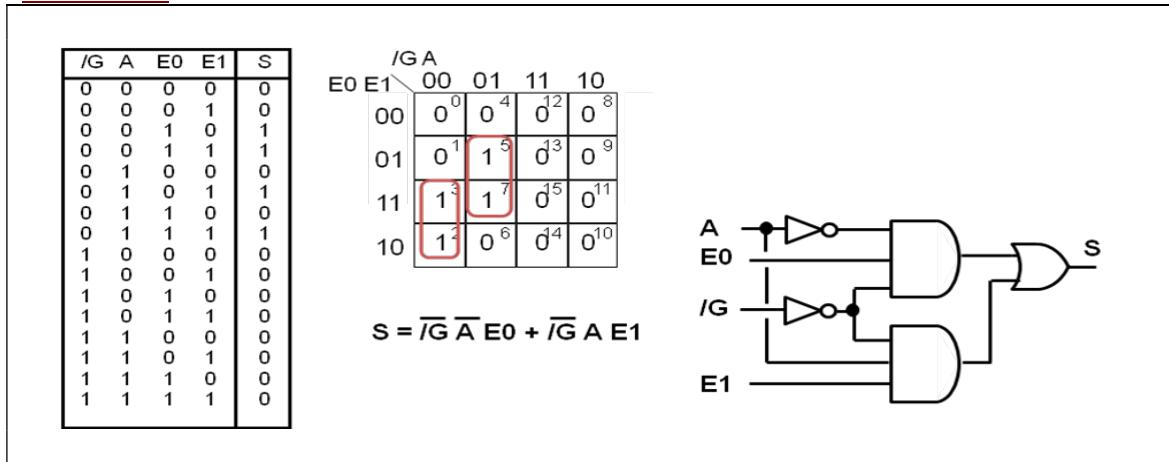 /G A E0 E1 S
0 0 0 0 0
0 0 0 1 0
0 0 1 0 1
0 0 1 1 1
0 1 0 0 0
0 1 0 1 1
0 1 1 0 0
0 1 1 1 1
1 0 0 0 0
1 0 0 1 0
1 0 1 0 0
1 0 1 1 0
1 1 0 0 0
1 1 0 1 0
1 1 1 0 0
1 1 1 1 0
/G A
E0 E1 00 01 11 10
00 0 0 0 4 0 12 0 8
01 0 1 1 5 0 13 0 9
11 1 3 1 7 0 15 0 11
10 1 2 0 6 0 14 0 10
S = /G̅ A̅ E0 + /G̅ A E1
A
E0
/G
E1
S